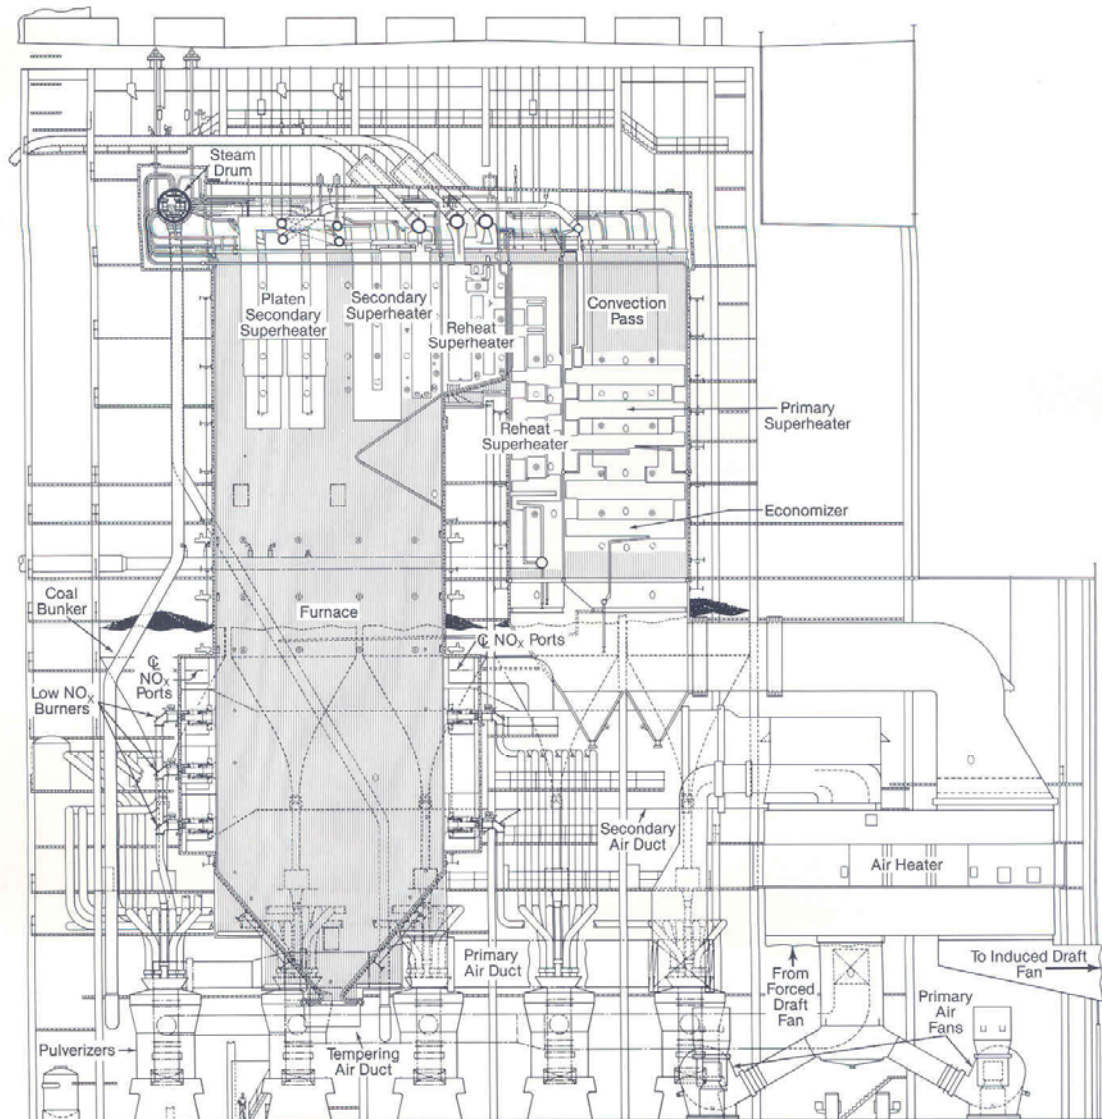 Steam
Drum
Platen
Secondary
Superheater
Secondary
Superheater
Reheat
Superheater
Convection
Pass
Reheat
Superheater
Primary
Superheater
Economizer
Coal
Bunker
Furnace
℄ NOx Ports
℄
NOx
Ports
Low NOx
Burners
Secondary
Air Duct
Air Heater
Primary
Air Duct
From
Forced
Draft
Fan
To Induced Draft
Fan
Primary
Air
Fans
Pulverizers
Tempering
Air Duct